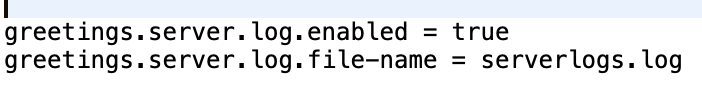 greetings.server.log.enabled = true
greetings.server.log.file-name = serverlogs.log